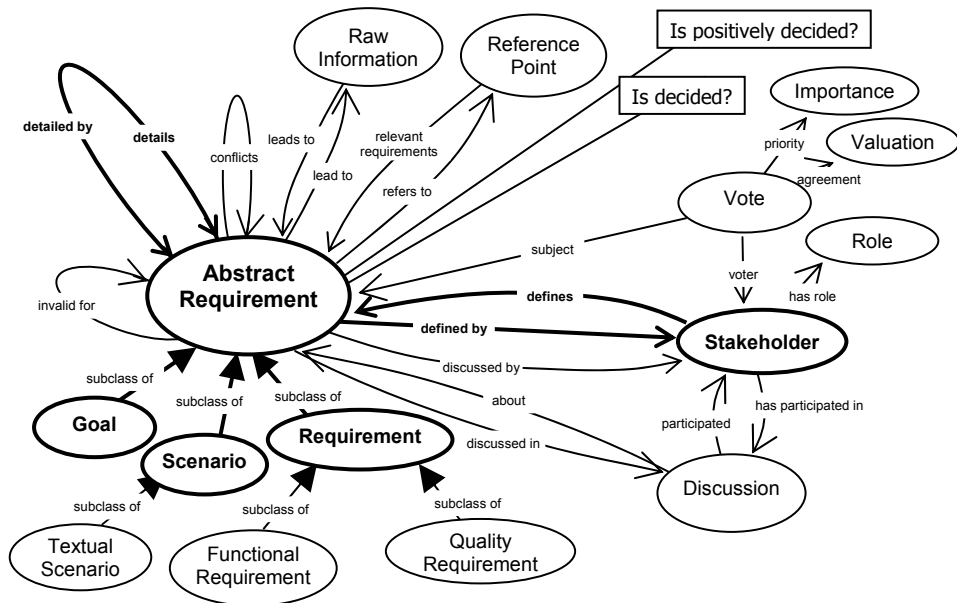 Is positively decided?
Raw
Information
Reference
Point
Is decided?
Importance
detailed by
details
conflicts
leads to
lead to
relevant
requirements
refers to
priority
Valuation
agreement
Vote
Role
subject
voter
has role
Abstract
Requirement
invalid for
defines
defined by
Stakeholder
discussed by
subclass of
subclass of
subclass of
about
discussed in
participated
has participated in
Goal
Scenario
Requirement
Discussion
subclass of
subclass of
subclass of
Textual
Scenario
Functional
Requirement
Quality
Requirement